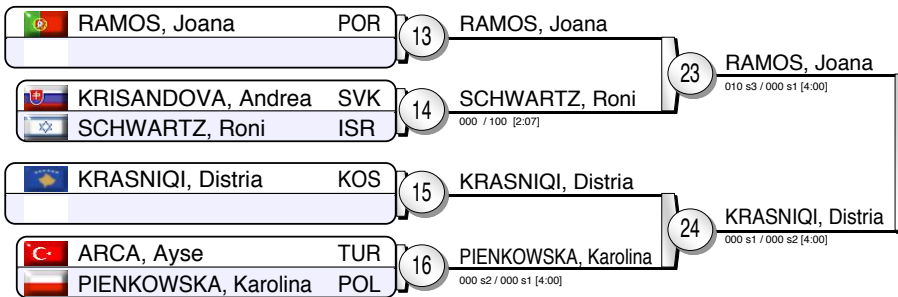 RAMOS, Joana POR
13
RAMOS, Joana
KRISANDOVA, Andrea SVK
SCHWARTZ, Roni ISR
14
SCHWARTZ, Roni
000 / 100 [2:07]
23
RAMOS, Joana
010 s3 / 000 s1 [4:00]
KRASNIQI, Distria KOS
15
KRASNIQI, Distria
ARCA, Ayse TUR
PIENKOWSKA, Karolina POL
16
PIENKOWSKA, Karolina
000 s2 / 000 s1 [4:00]
24
KRASNIQI, Distria
000 s1 / 000 s2 [4:00]